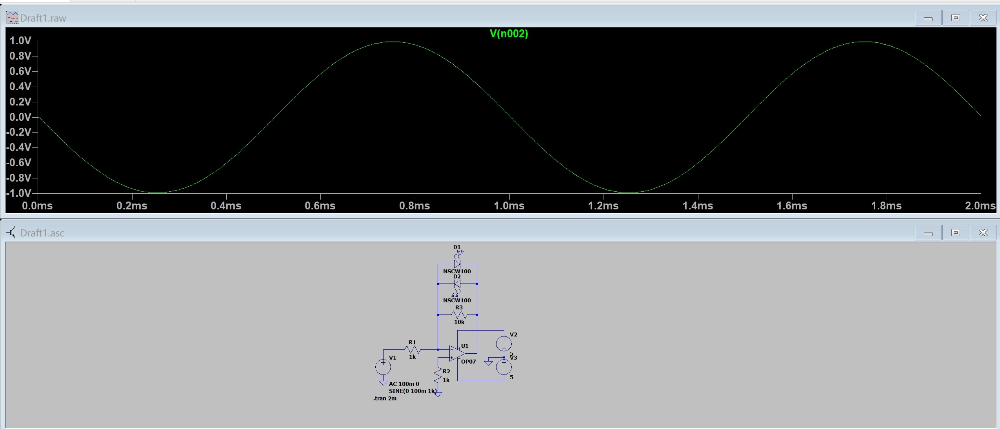 Draft1.raw
V(n002)
1.0V
0.8V
0.6V
0.4V
0.2V
0.0V
-0.2V
-0.4V
-0.6V
-0.8V
-1.0V
0.0ms 0.2ms 0.4ms 0.6ms 0.8ms 1.0ms 1.2ms 1.4ms 1.6ms 1.8ms 2.0ms
Draft1.asc
D1
NSCW100
D2
NSCW100
R3
10k
V2
5
R1
1k
U1
OP07
V1
V3
5
R2
1k
AC 100m 0
SINE(0 100m 1k)
.tran 2m